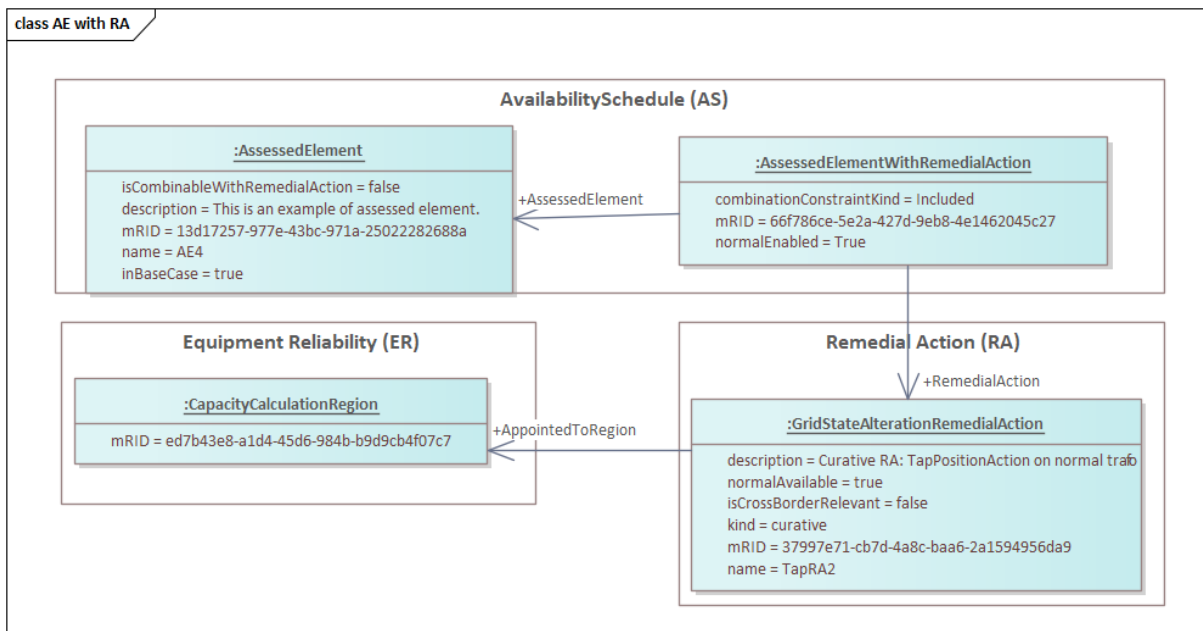 class AE with RA
AvailabilitySchedule (AS)
:AssessedElement
isCombinableWithRemedialAction = false
description = This is an example of assessed element.
mRID = 13d17257-977e-43bc-971a-25022282688a
name = AE4
inBaseCase = true
+AssessedElement
:AssessedElementWithRemedialAction
combinationConstraintKind = Included
mRID = 66f786ce-5e2a-427d-9eb8-4e1462045c27
normalEnabled = True
Equipment Reliability (ER)
:CapacityCalculationRegion
mRID = ed7b43e8-a1d4-45d6-984b-b9d9cb4f07c7
+AppointedToRegion
Remedial Action (RA)
+RemedialAction
:GridStateAlterationRemedialAction
description = Curative RA: TapPositionAction on normal trafo
normalAvailable = true
isCrossBorderRelevant = false
kind = curative
mRID = 37997e71-cb7d-4a8c-baa6-2a1594956da9
name = TapRA2